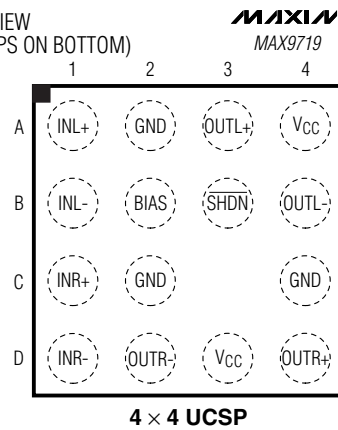 IEW
PS ON BOTTOM)
MAXIM
MAX9719
1 2 3 4
A INL+ GND OUTL+ VCC
B INL- BIAS SHDN OUTL-
C INR+ GND GND
D INR- OUTR- VCC OUTR+
4 × 4 UCSP